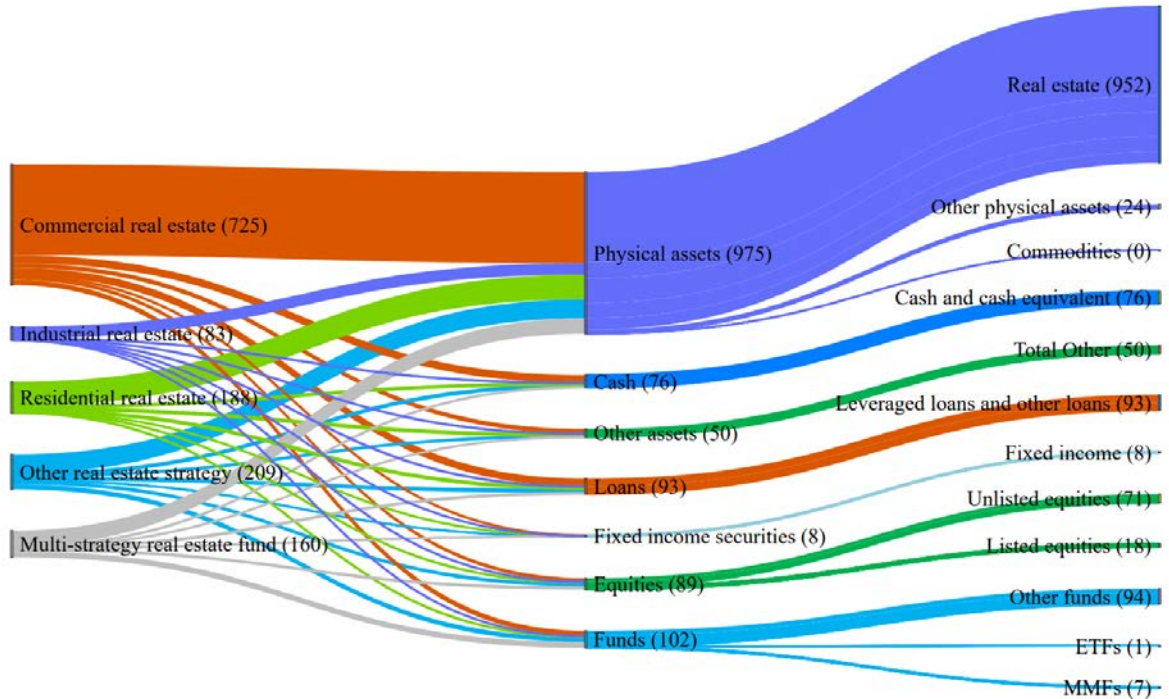 Commercial real estate (725)
Industrial real estate (83)
Residential real estate (188)
Other real estate strategy (209)
Multi-strategy real estate fund (160)
Physical assets (975)
Cash (76)
Other assets (50)
Loans (93)
Fixed income securities (8)
Equities (89)
Funds (102)
Real estate (952)
Other physical assets (24)
Commodities (0)
Cash and cash equivalent (76)
Total Other (50)
Leveraged loans and other loans (93)
Fixed income (8)
Unlisted equities (71)
Listed equities (18)
Other funds (94)
ETFs (1)
MMFs (7)